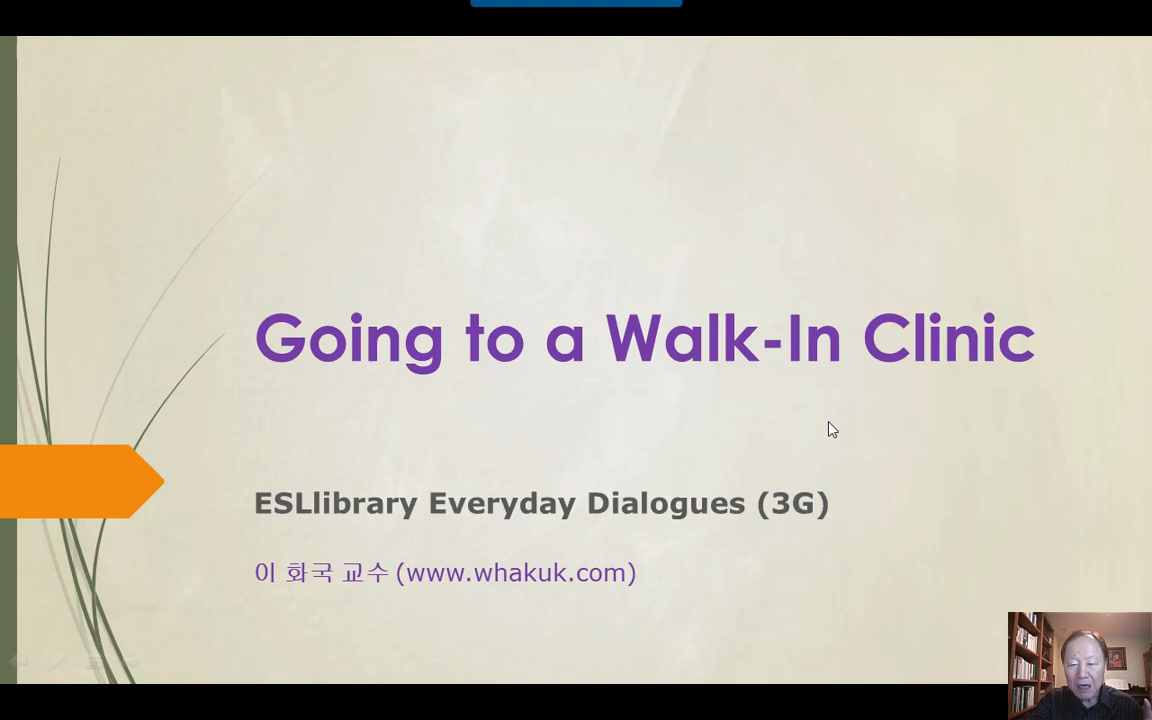 Going to a Walk-In Clinic
ESLlibrary Everyday Dialogues (3G)
이 화국 교수 (www.whakuk.com)